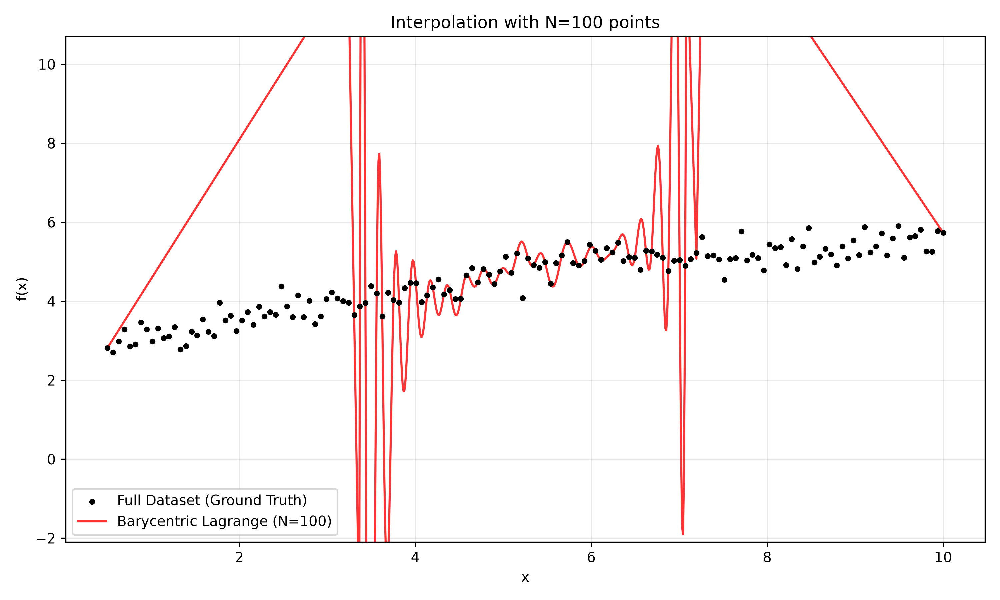 Interpolation with N=100 points
10
8
6
4
2
0
−2
f(x)
Full Dataset (Ground Truth)
Barycentric Lagrange (N=100)
2
4
6
8
10
x